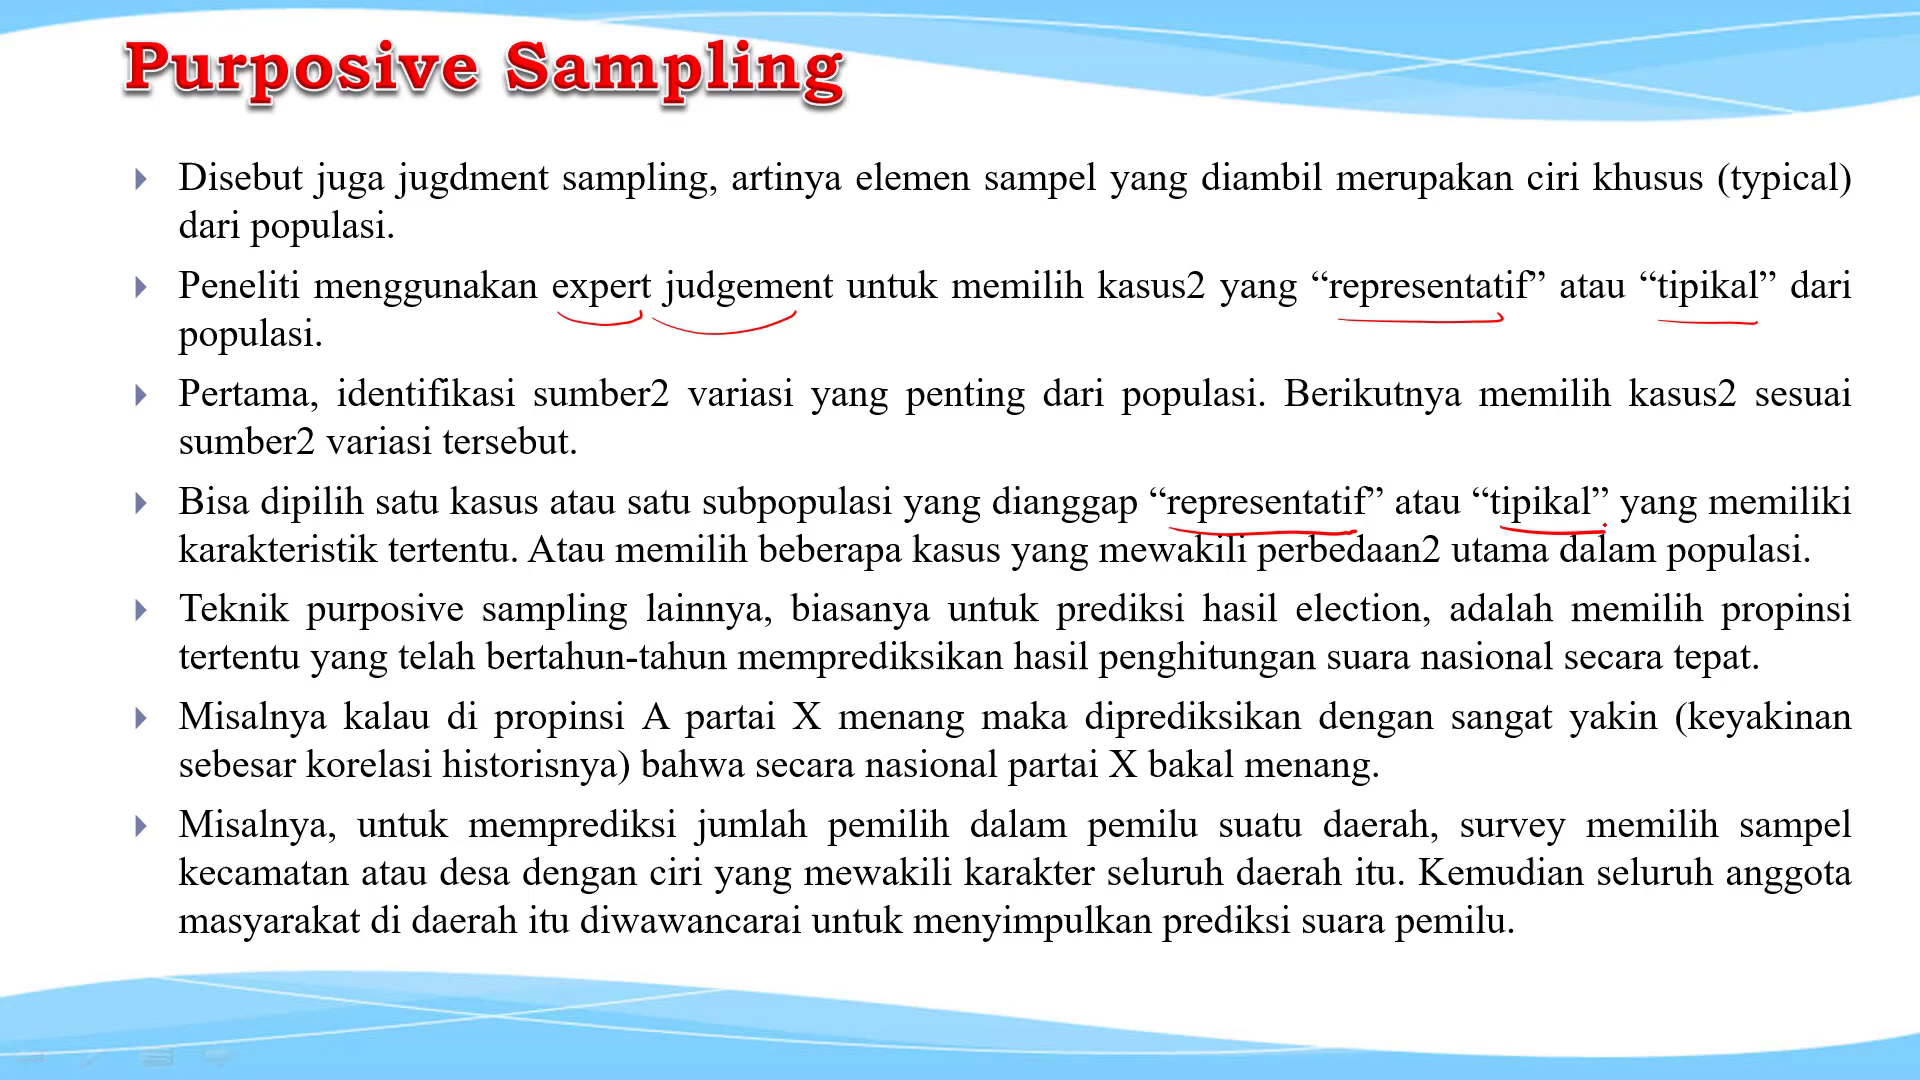 Purposive Sampling
Disebut juga jugdment sampling, artinya elemen sampel yang diambil merupakan ciri khusus (typical)
dari populasi.
Peneliti menggunakan expert judgement untuk memilih kasus2 yang “representatif” atau “tipikal” dari
populasi.
Pertama, identifikasi sumber2 variasi yang penting dari populasi. Berikutnya memilih kasus2 sesuai
sumber2 variasi tersebut.
Bisa dipilih satu kasus atau satu subpopulasi yang dianggap “representatif” atau “tipikal” yang memiliki
karakteristik tertentu. Atau memilih beberapa kasus yang mewakili perbedaan2 utama dalam populasi.
Teknik purposive sampling lainnya, biasanya untuk prediksi hasil election, adalah memilih propinsi
tertentu yang telah bertahun-tahun memprediksikan hasil penghitungan suara nasional secara tepat.
Misalnya kalau di propinsi A partai X menang maka diprediksikan dengan sangat yakin (keyakinan
sebesar korelasi historisnya) bahwa secara nasional partai X bakal menang.
Misalnya, untuk memprediksi jumlah pemilih dalam pemilu suatu daerah, survey memilih sampel
kecamatan atau desa dengan ciri yang mewakili karakter seluruh daerah itu. Kemudian seluruh anggota
masyarakat di daerah itu diwawancarai untuk menyimpulkan prediksi suara pemilu.